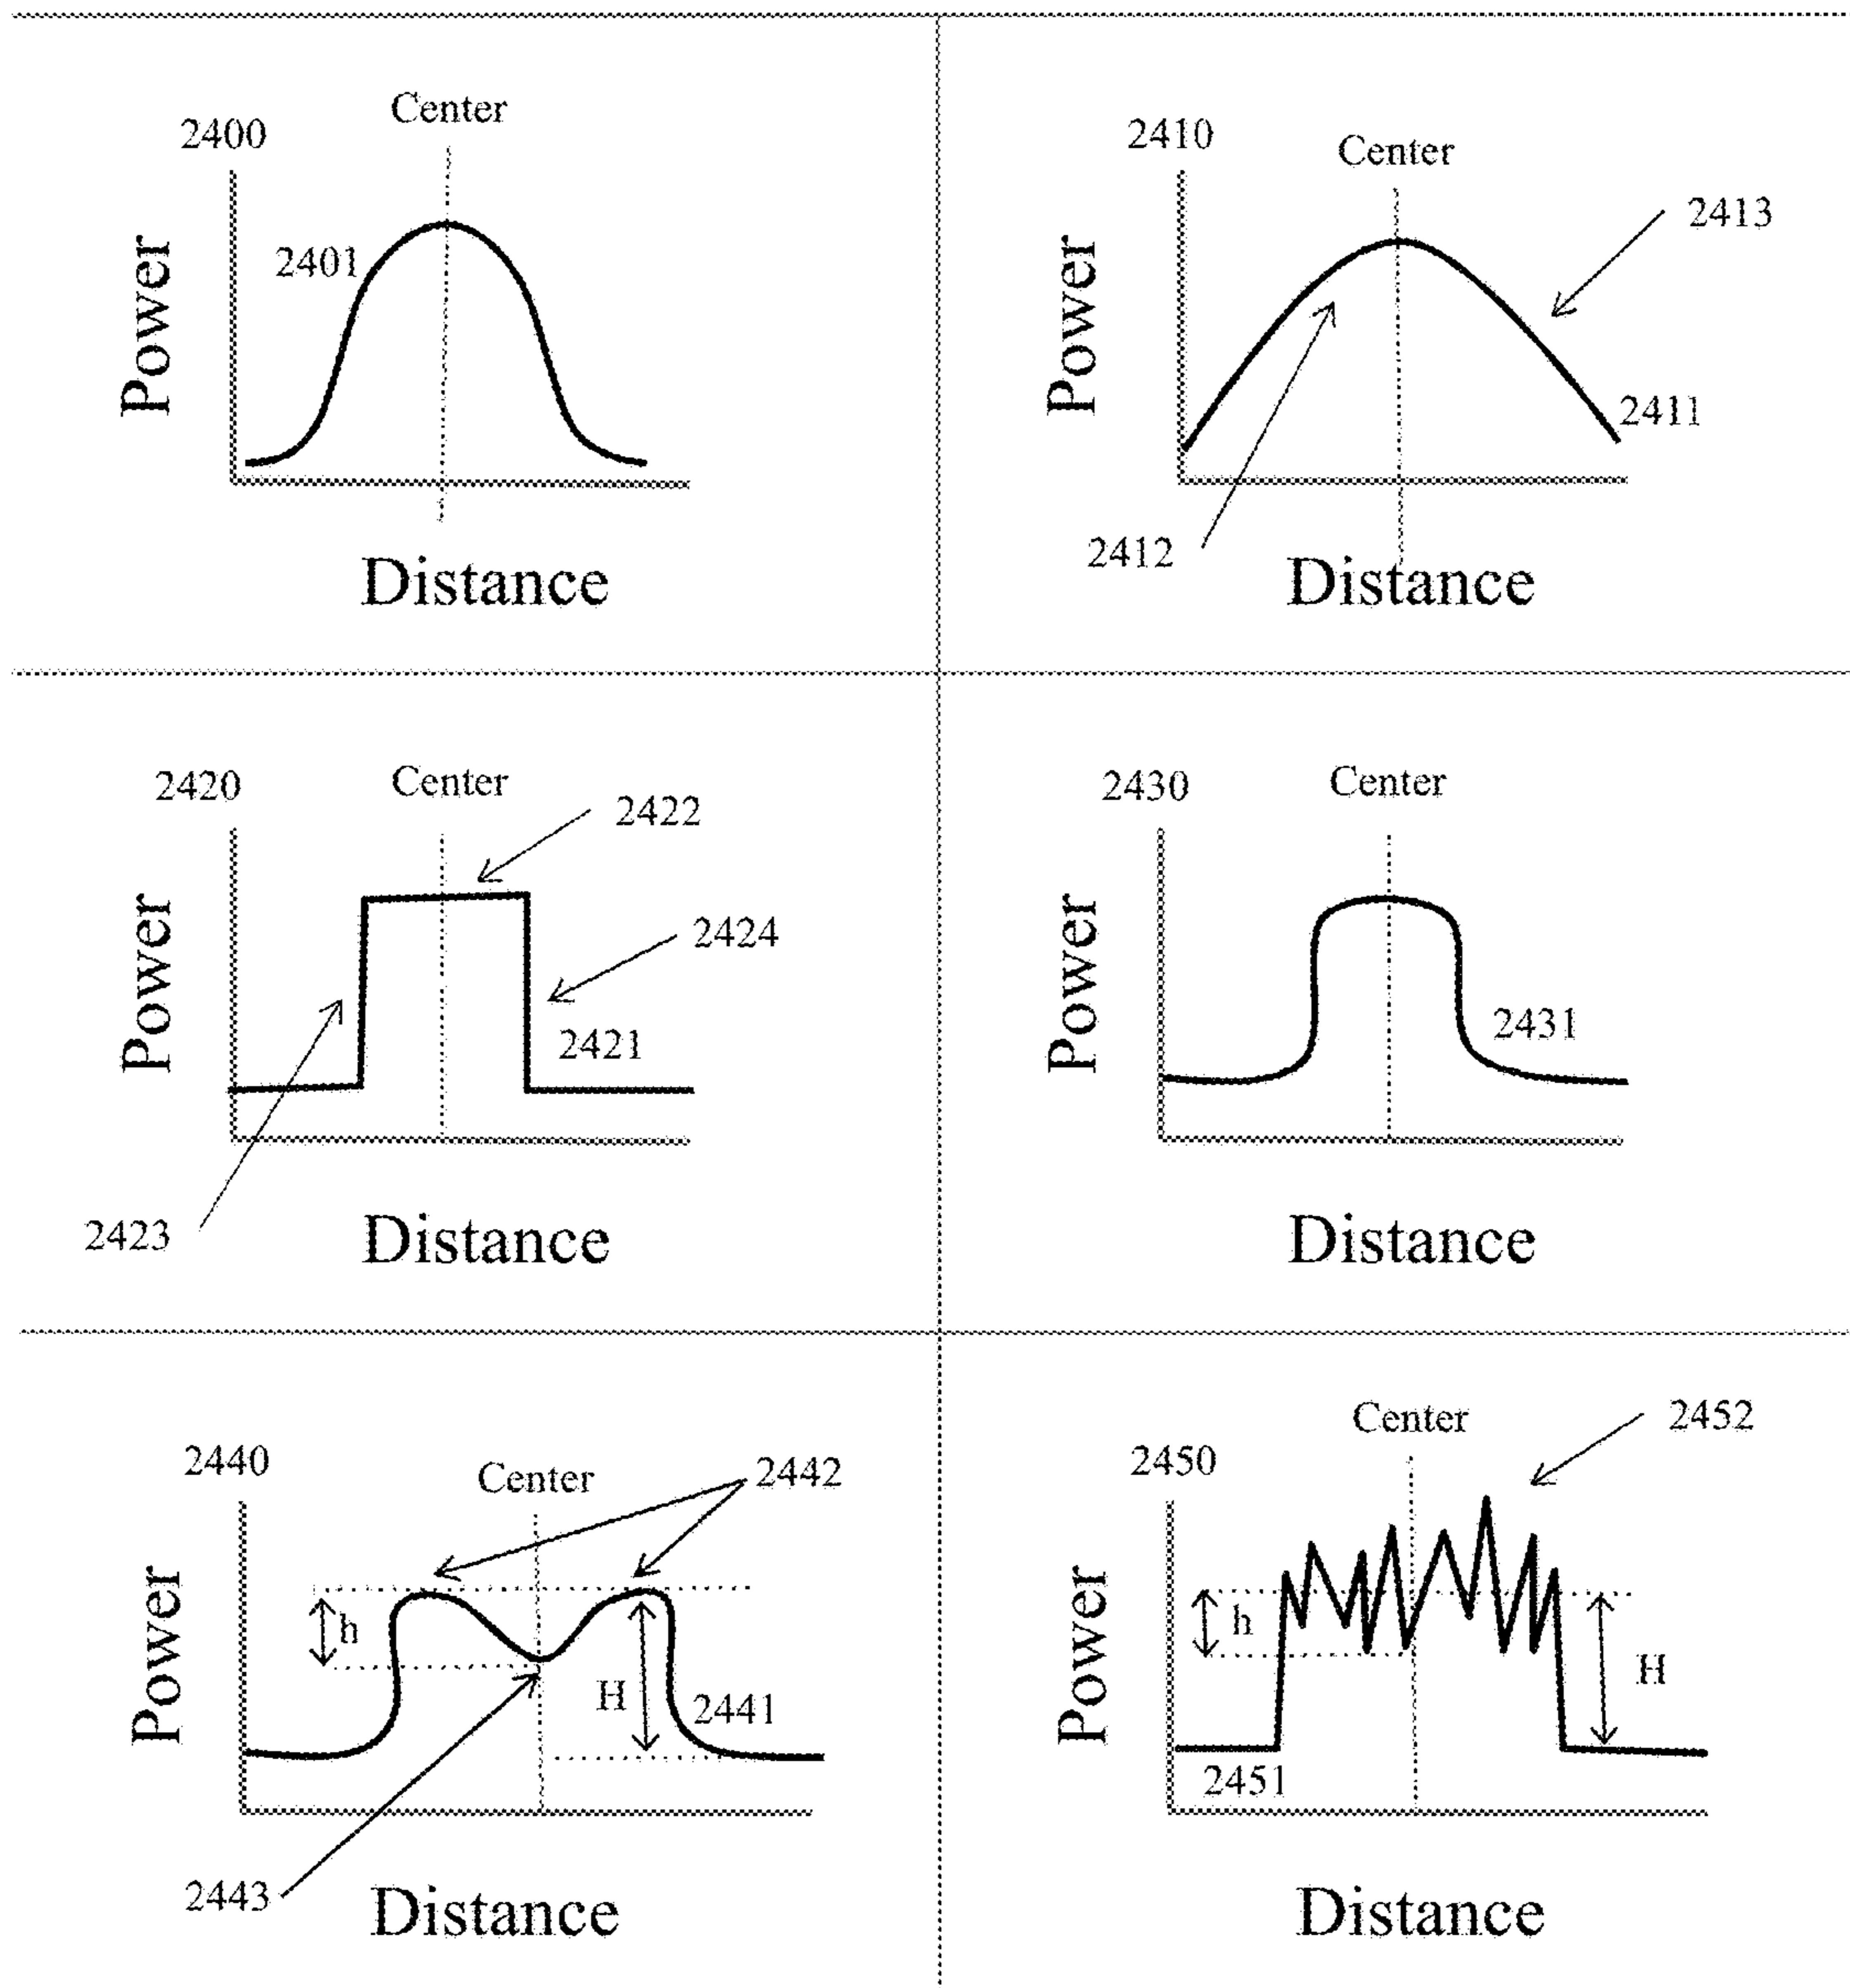 2400
Center
2401
Power
Distance
2410
Center
2413
Power
2411
2412
Distance
2420
Center
2422
2424
Power
2421
2423
Distance
2430
Center
Power
2431
Distance
2440
Center
2442
h
Power
H
2441
2443
Distance
2450
Center
2452
h
Power
H
2451
Distance